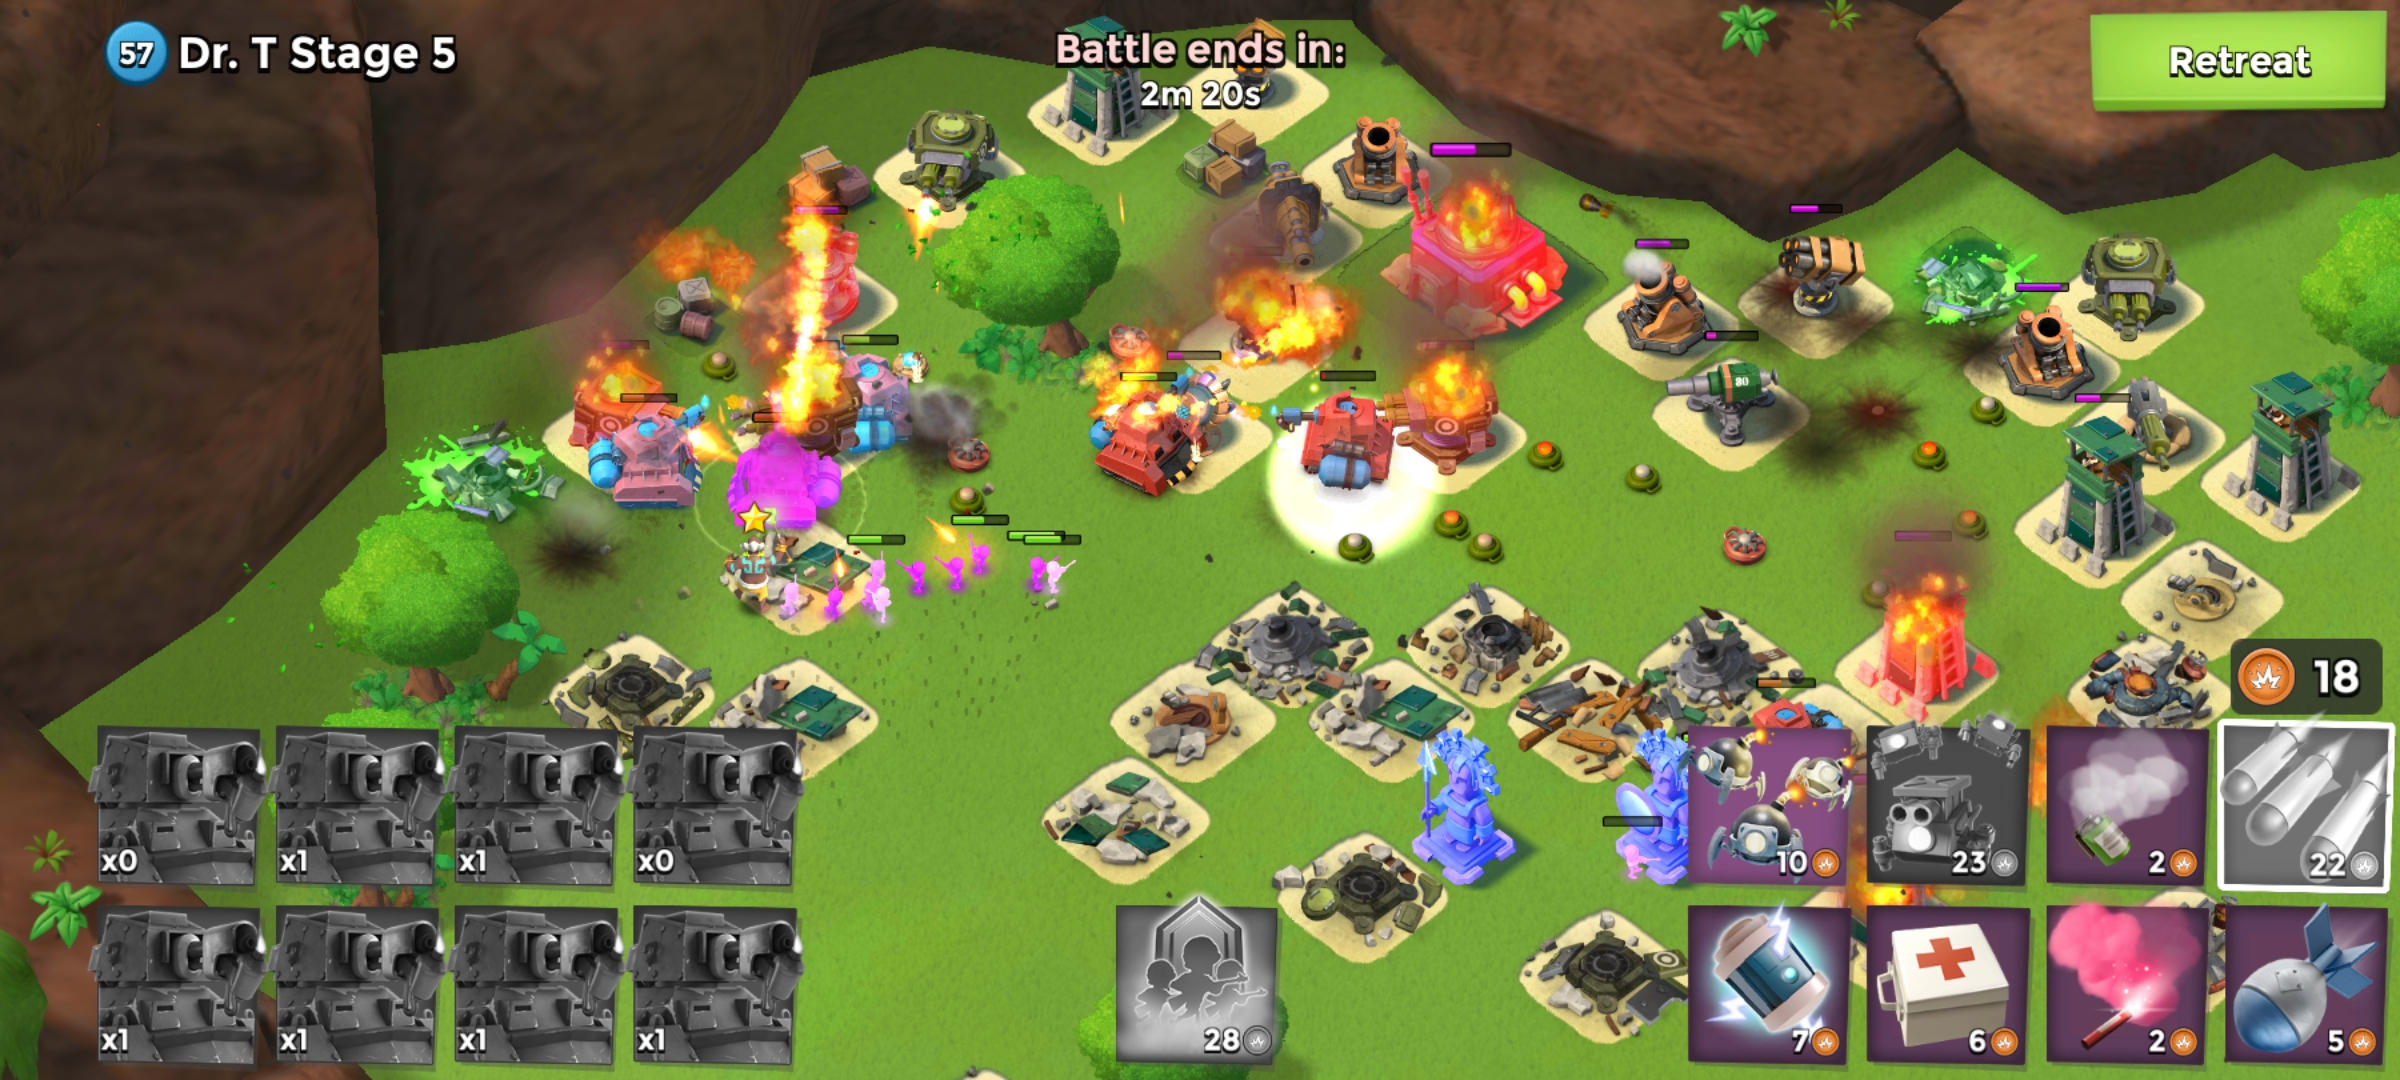 57 Dr. T Stage 5
Battle ends in:
2m 20s
Retreat
30
18
x0 x1 x1 x0
10 23 2 22
x1 x1 x1 x1
28
7 6 2 5